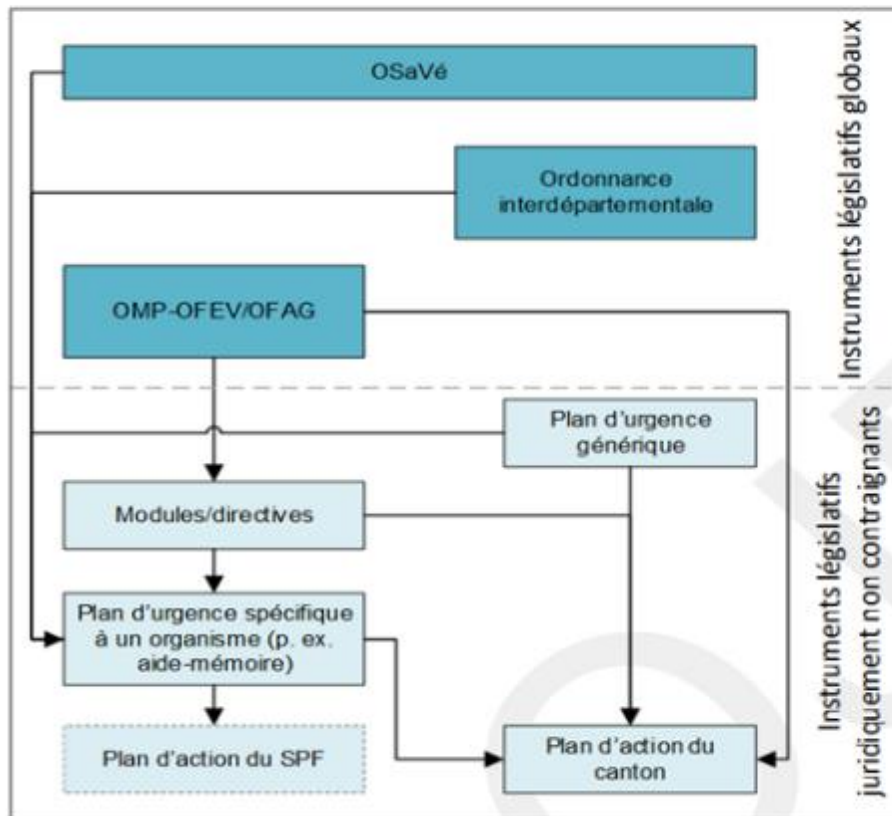 OSaVé
Ordonnance
interdépartementale
OMP-OFEV/OFAG
Instruments législatifs globaux
Plan d'urgence
générique
Modules/directives
Plan d'urgence spécifique
à un organisme (p. ex.
aide-mémoire)
Plan d'action du SPF
Plan d'action du
canton
Instruments législatifs
juridiquement non contraignants